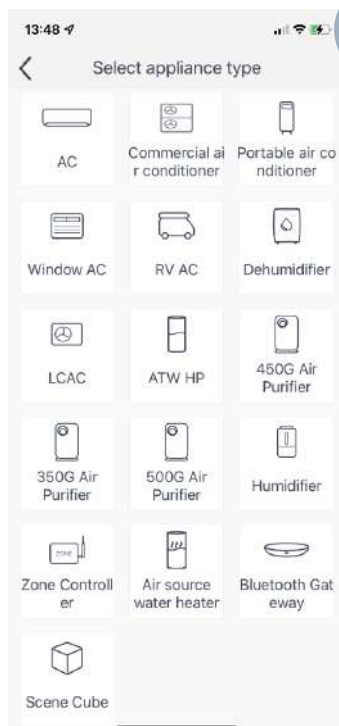 13:48
Select appliance type
AC
Commercial ai
r conditioner
Portable air co
nditioner
Window AC
RV AC
Dehumidifier
LCAC
ATW HP
450G Air
Purifier
350G Air
Purifier
500G Air
Purifier
Humidifier
ZONE
Zone Controll
er
Air source
water heater
Bluetooth Gat
eway
Scene Cube